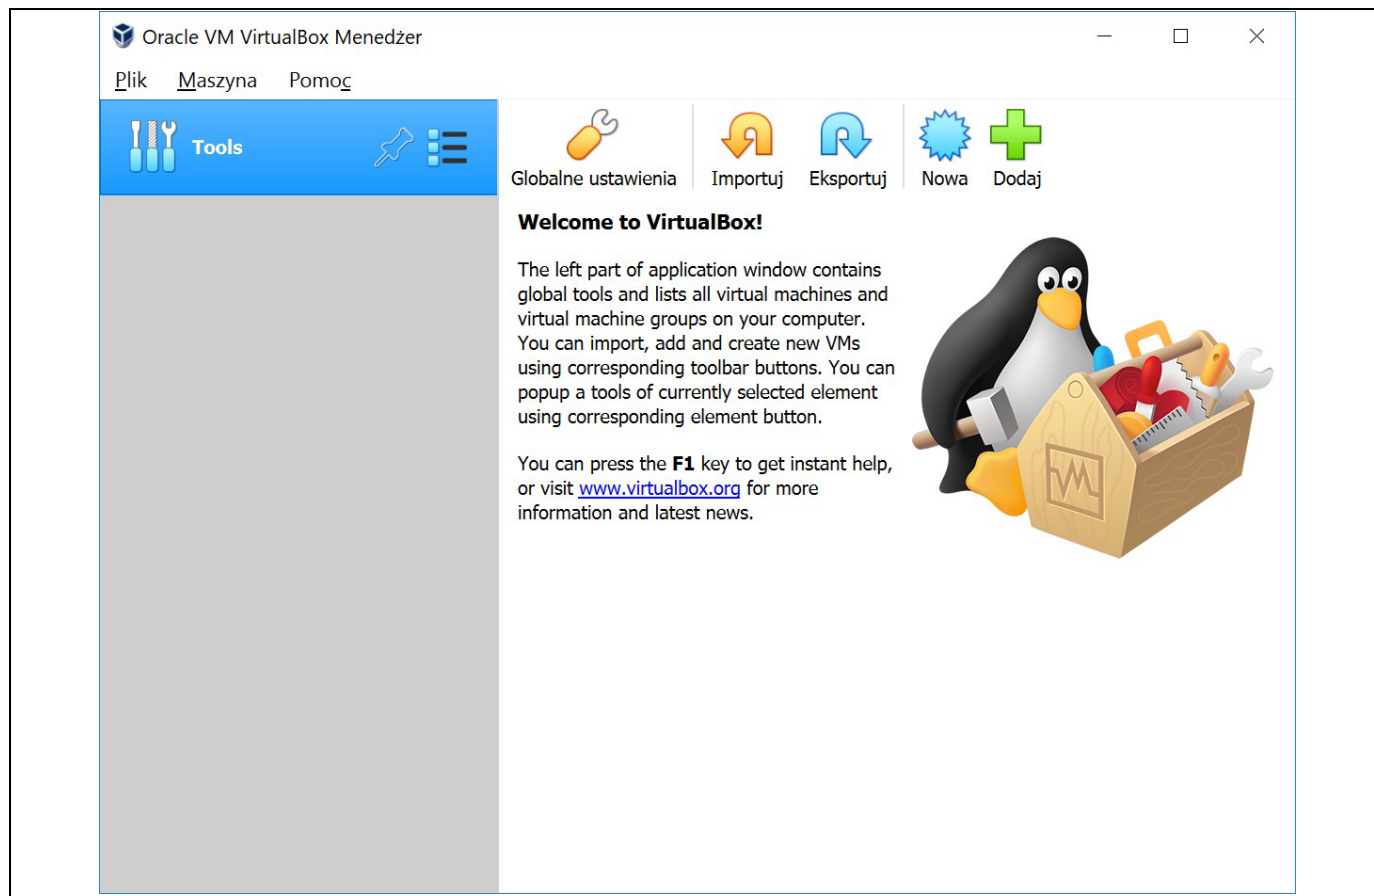 Oracle VM VirtualBox Menedżer
Plik Maszyna Pomoc
Tools
Globalne ustawienia Importuj Eksportuj Nowa Dodaj
Welcome to VirtualBox!
The left part of application window contains
global tools and lists all virtual machines and
virtual machine groups on your computer.
You can import, add and create new VMs
using corresponding toolbar buttons. You can
popup a tools of currently selected element
using corresponding element button.
You can press the F1 key to get instant help,
or visit www.virtualbox.org for more
information and latest news.